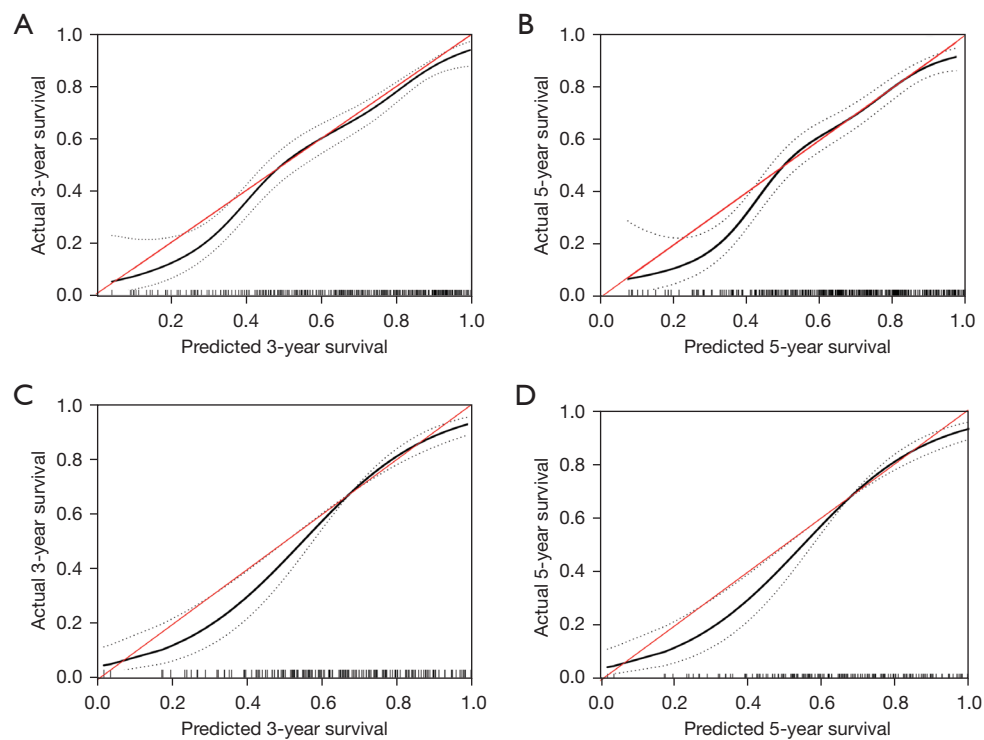 A
1.0
0.8
0.6
0.4
0.2
0.0
Actual 3-year survival
0.2 0.4 0.6 0.8 1.0
Predicted 3-year survival
B
1.0
0.8
0.6
0.4
0.2
0.0
Actual 5-year survival
0.0 0.2 0.4 0.6 0.8 1.0
Predicted 5-year survival
C
1.0
0.8
0.6
0.4
0.2
0.0
Actual 3-year survival
0.0 0.2 0.4 0.6 0.8 1.0
Predicted 3-year survival
D
1.0
0.8
0.6
0.4
0.2
0.0
Actual 5-year survival
0.0 0.2 0.4 0.6 0.8 1.0
Predicted 5-year survival